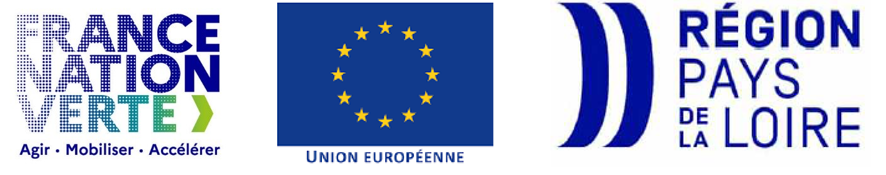 FRANCE
NATION
VERTE
Agir • Mobiliser • Accélérer
UNION EUROPÉENNE
RÉGION
PAYS
DE LA LOIRE